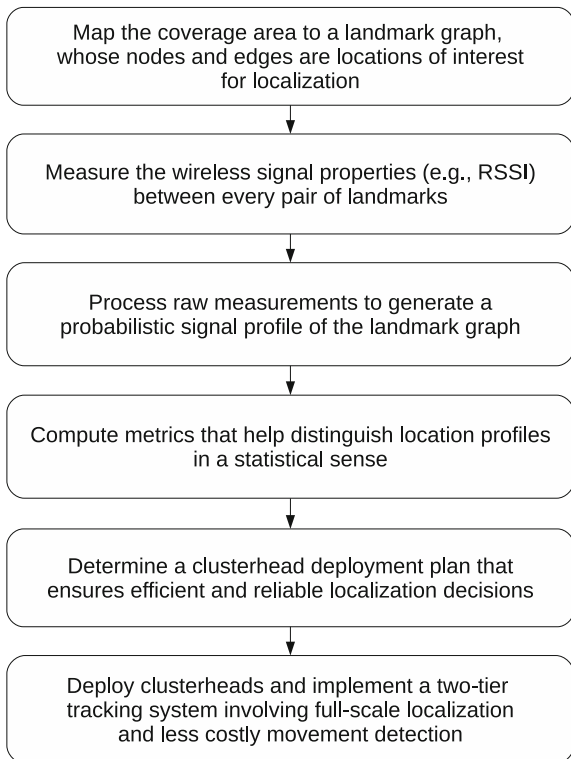 Map the coverage area to a landmark graph,
whose nodes and edges are locations of interest
for localization
Measure the wireless signal properties (e.g., RSSI)
between every pair of landmarks
Process raw measurements to generate a
probabilistic signal profile of the landmark graph
Compute metrics that help distinguish location profiles
in a statistical sense
Determine a clusterhead deployment plan that
ensures efficient and reliable localization decisions
Deploy clusterheads and implement a two-tier
tracking system involving full-scale localization
and less costly movement detection